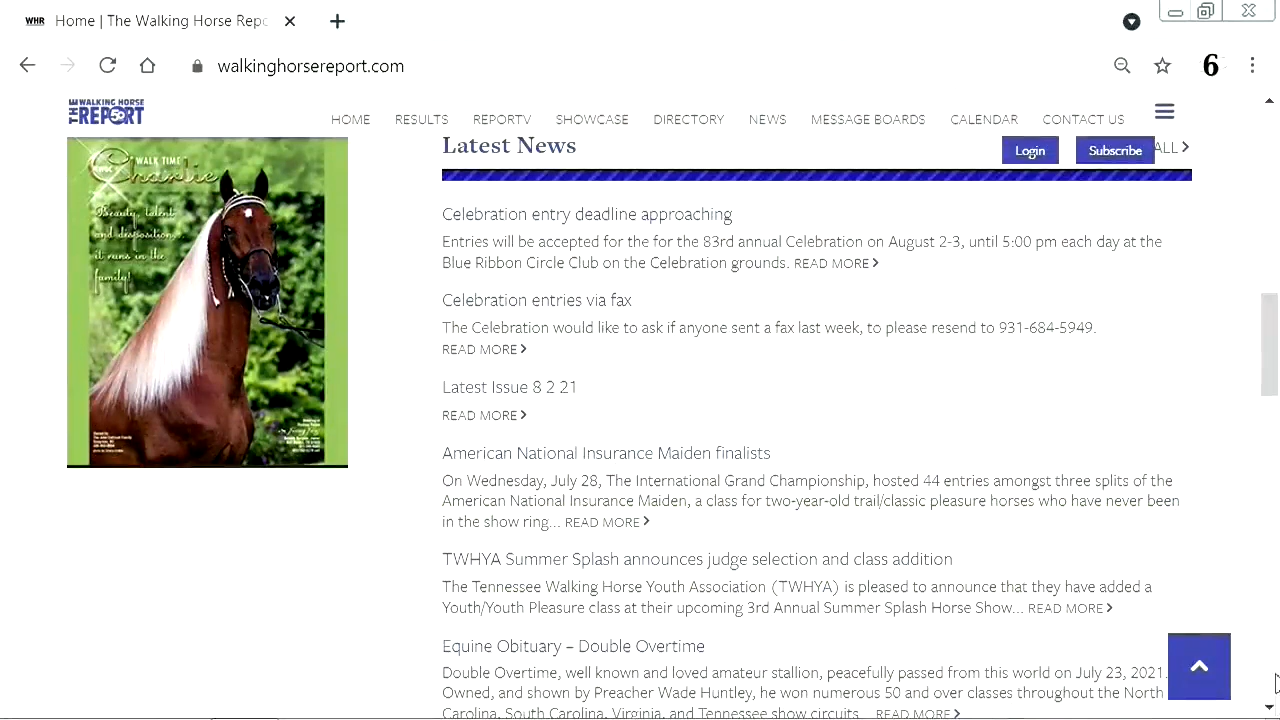 WHR Home | The Walking Horse Repo
walkinghorsereport.com
6
THE WALKING HORSE
REPORT
50
HOME RESULTS REPORTV SHOWCASE DIRECTORY NEWS MESSAGE BOARDS CALENDAR CONTACT US
WALK TIME
Charlie
Beauty, talent
and disposition,
it runs in the
family!
Latest News
Login
Subscribe
ALL
Celebration entry deadline approaching
Entries will be accepted for the for the 83rd annual Celebration, on August 2-3, until 5:00 pm each day at the
Blue Ribbon Circle Club on the Celebration grounds. READ MORE
Celebration entries via fax
The Celebration would like to ask if anyone sent a fax last week, to please resend to 931-684-5949.
READ MORE
Latest Issue 8 2 21
READ MORE
American National Insurance Maiden finalists
On Wednesday, July 28, The International Grand Championship, hosted 44 entries amongst three splits of the
American National Insurance Maiden, a class for two-year-old trail/classic pleasure horses who have never been
in the show ring... READ MORE
TWHYA Summer Splash announces judge selection and class addition
The Tennessee Walking Horse Youth Association (TWHYA) is pleased to announce that they have added a
Youth/Youth Pleasure class at their upcoming 3rd Annual Summer Splash Horse Show... READ MORE
Equine Obituary – Double Overtime
Double Overtime, well known and loved amateur stallion, peacefully passed from this world on July 23, 2021.
Owned, and shown by Preacher Wade Huntley, he won numerous 50 and over classes throughout the North
Carolina, South Carolina, Virginia, and Tennessee show circuits... READ MORE